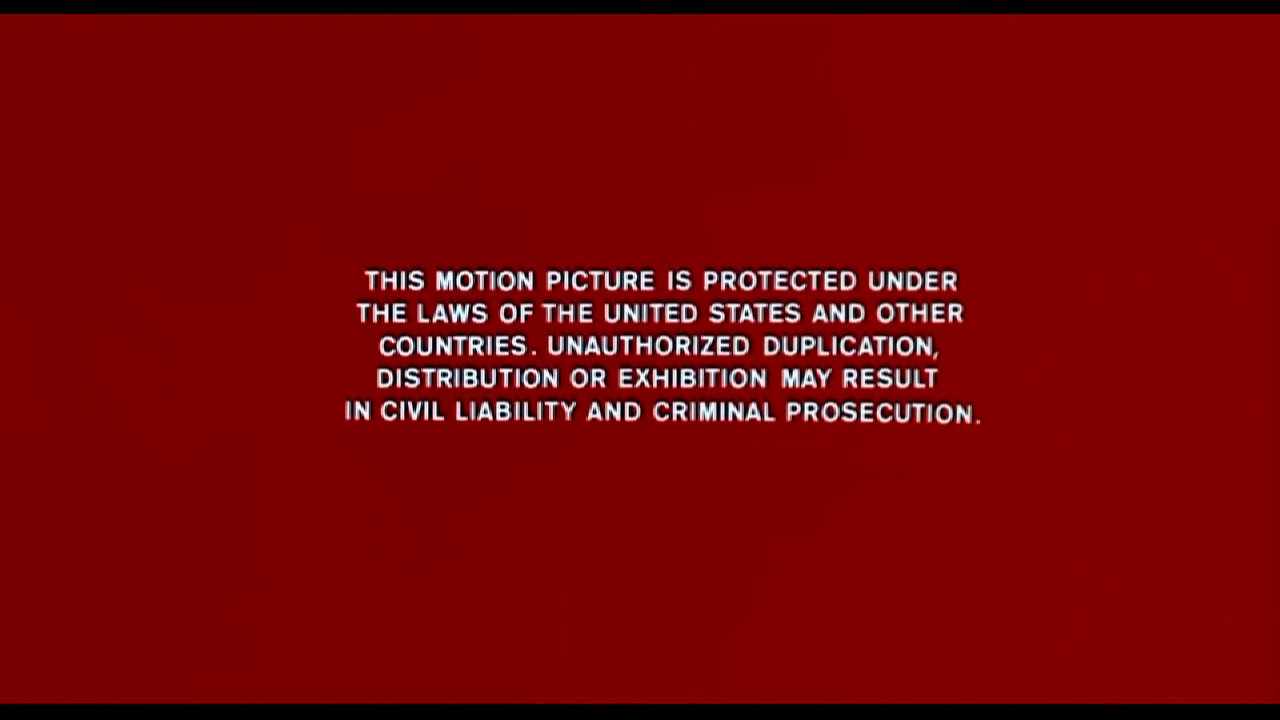 THIS MOTION PICTURE IS PROTECTED UNDER
THE LAWS OF THE UNITED STATES AND OTHER
COUNTRIES. UNAUTHORIZED DUPLICATION,
DISTRIBUTION OR EXHIBITION MAY RESULT
IN CIVIL LIABILITY AND CRIMINAL PROSECUTION.